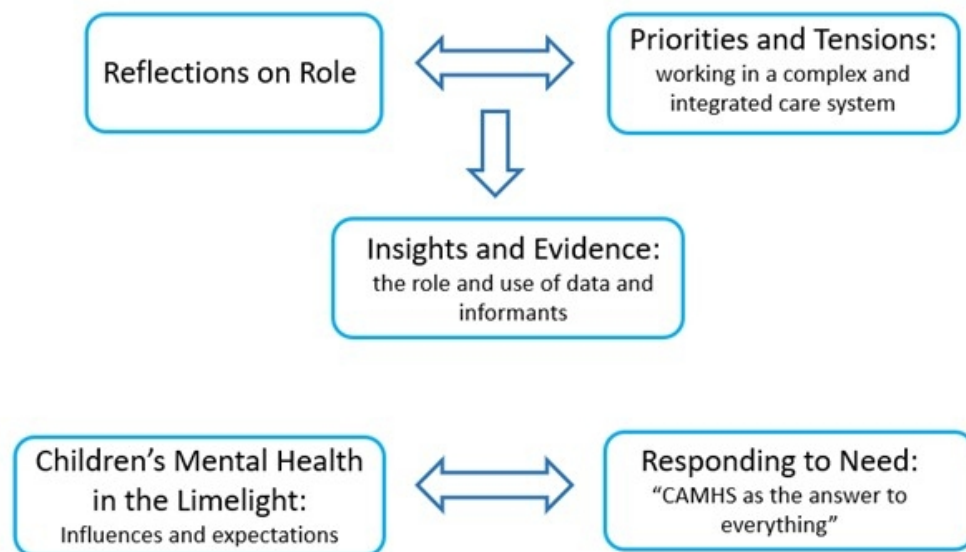 Reflections on Role
Priorities and Tensions:
working in a complex and
integrated care system
Insights and Evidence:
the role and use of data and
informants
Children’s Mental Health
in the Limelight:
Influences and expectations
Responding to Need:
“CAMHS as the answer to
everything”